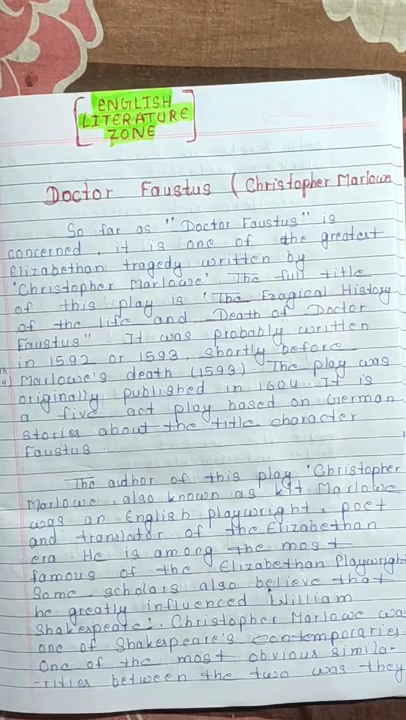 ENGLISH
LITERATURE
ZONE
Doctor Faustus (Christopher Marlowe
So far as "Doctor Faustus" is
concerned, it is one of the greatest
Elizabethan tragedy written by
'Christopher Marlowe'. The full title
of this play is 'The Tragical History
of the life and Death of Doctor
Faustus". It was probably written
in 1592 or 1593, shortly before
Marlowe's death (1593). The play was
originally published in 1604. It is
a five act play based on German
stories about the title character
Faustus.
The author of this play 'Christopher
Marlowe, also known as Kit Marlowe
was an English playwright, poet
and translator of the Elizabethan
era. He is among the most
famous of the Elizabethan Playwrigh
Some scholars also believe that
he greatly influenced William
Shakespeare. Christopher Marlowe was
one of Shakespeare's contemporaries.
One of the most obvious simila-
rities between the two was they